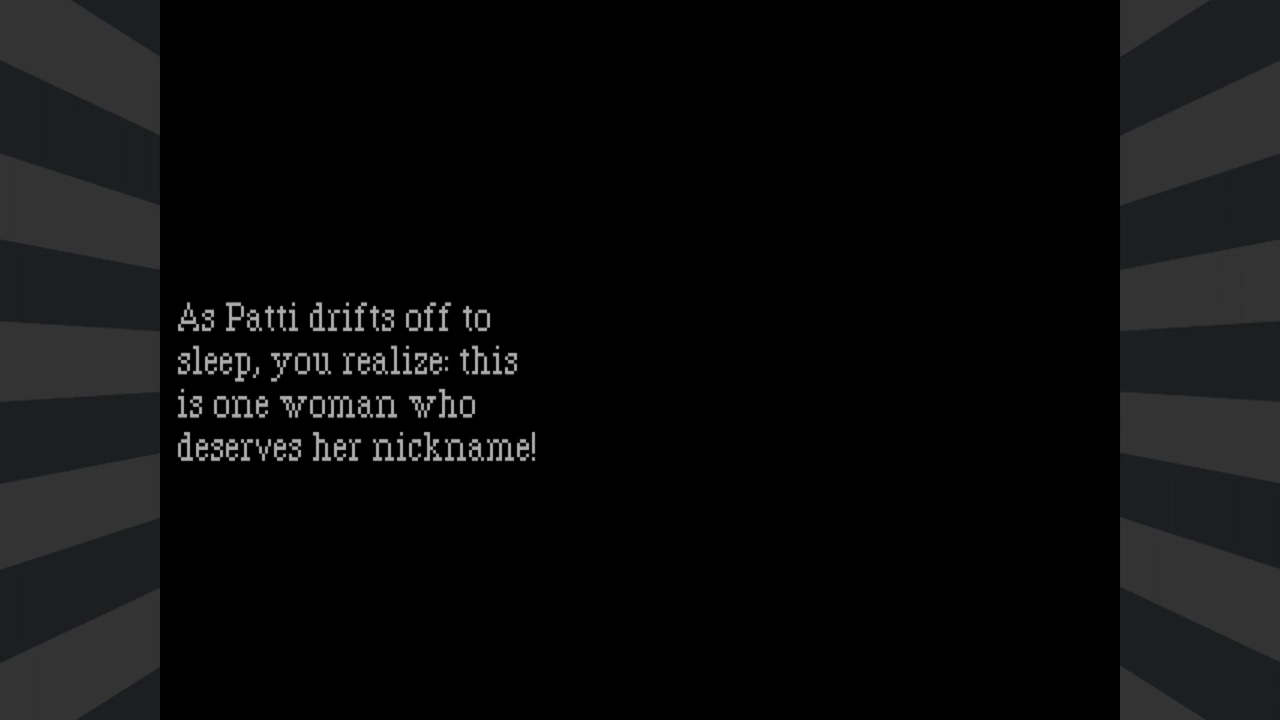 As Patti drifts off to
sleep, you realize: this
is one woman who
deserves her nickname!